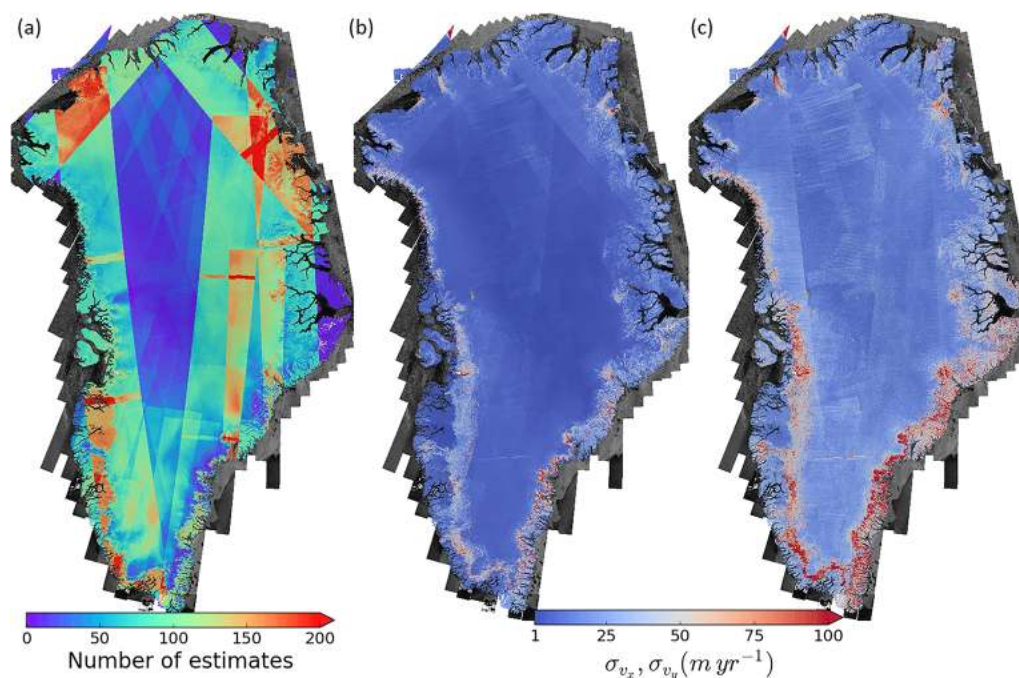 (a)
(b)
(c)
0 50 100 150 200
Number of estimates
1 25 50 75 100
σ_{v_x}, σ_{v_y}(m yr⁻¹)